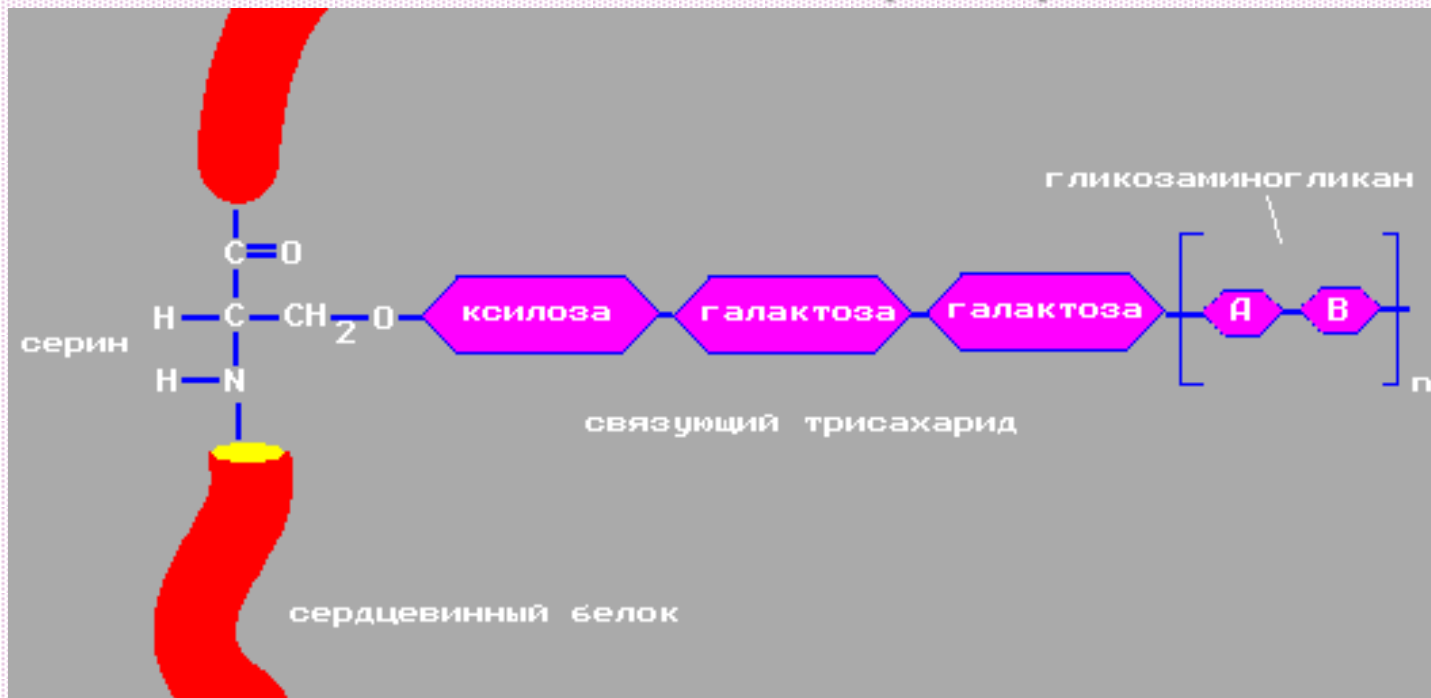 гликозаминогликан
C=O
H—C—CH2—O—
ксилоза
галактоза
галактоза
A
B
n
серин
H—N
связующий трисахарид
сердцевинный белок